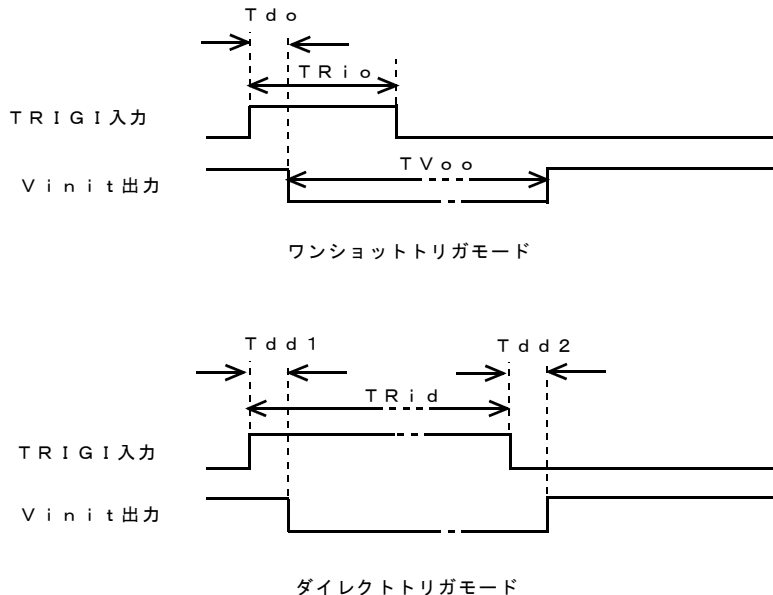 Tdo
TRio
TRIGI入力
TVoo
Vinit出力
ワンショットトリガモード
Tdd1
Tdd2
TRid
TRIGI入力
Vinit出力
ダイレクトトリガモード